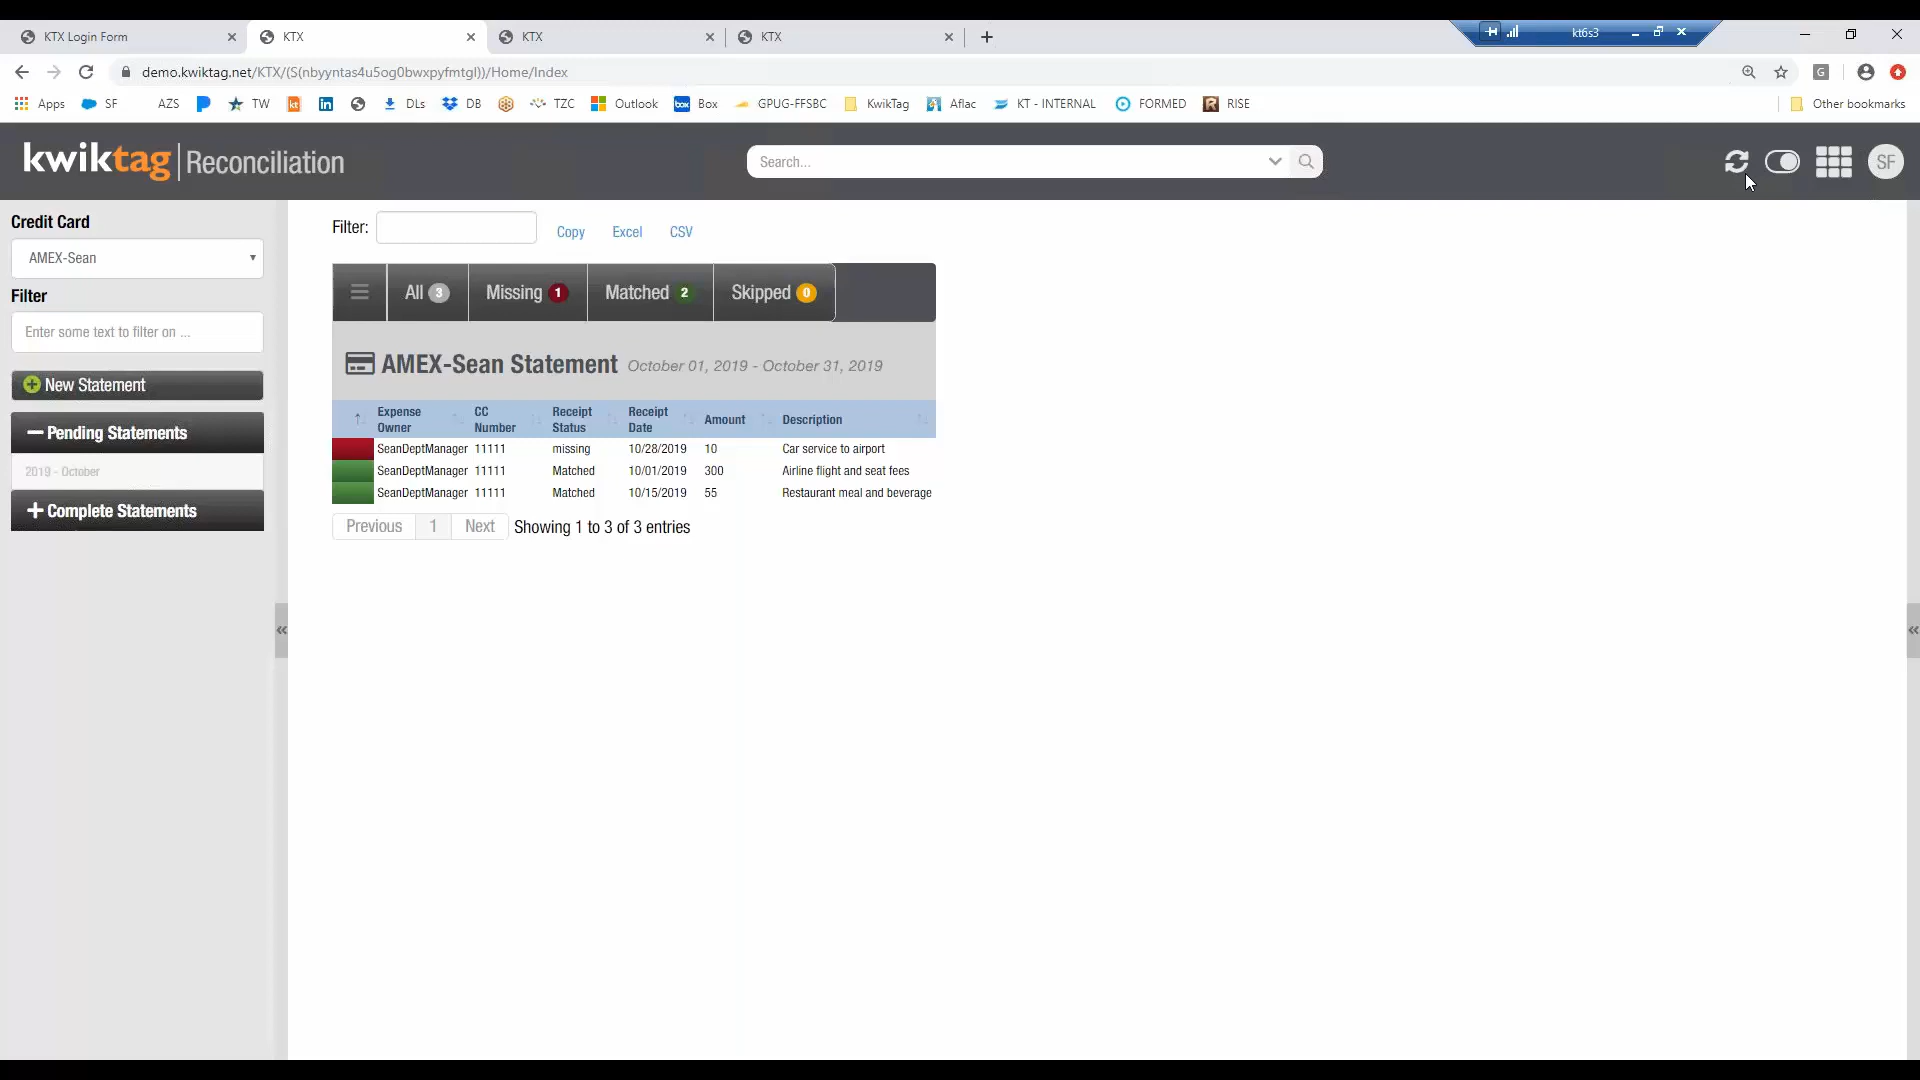 KTX Login Form
KTX
KTX
KTX
kt6s3
demo.kwiktag.net/KTX/(S(nbyyntas4u5og0bwxpyfmtgl))/Home/Index
Apps SF AZS TW DLs DB TZC Outlook Box GPUG-FFSBC KwikTag Aflac KT - INTERNAL FORMED RISE Other bookmarks
kwiktag Reconciliation
Search...
SF
Credit Card
AMEX-Sean
Filter
Enter some text to filter on ...
New Statement
Pending Statements
2019 - October
Complete Statements
Filter: Copy Excel CSV
All 3 Missing 1 Matched 2 Skipped 0
AMEX-Sean Statement October 01, 2019 - October 31, 2019
Expense Owner CC Number Receipt Status Receipt Date Amount Description
SeanDeptManager 11111 missing 10/28/2019 10 Car service to airport
SeanDeptManager 11111 Matched 10/01/2019 300 Airline flight and seat fees
SeanDeptManager 11111 Matched 10/15/2019 55 Restaurant meal and beverage
Previous 1 Next Showing 1 to 3 of 3 entries